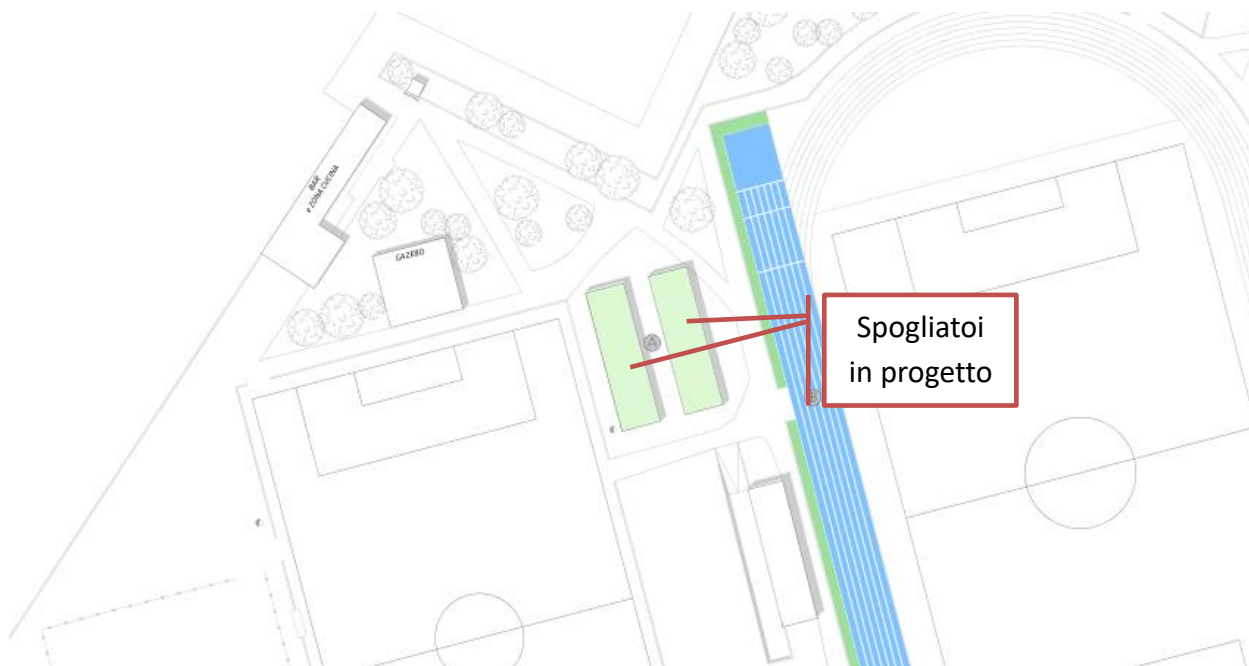 BAR
e ZONA CUCINA
GAZEBO
A
Spogliatoi
in progetto
B